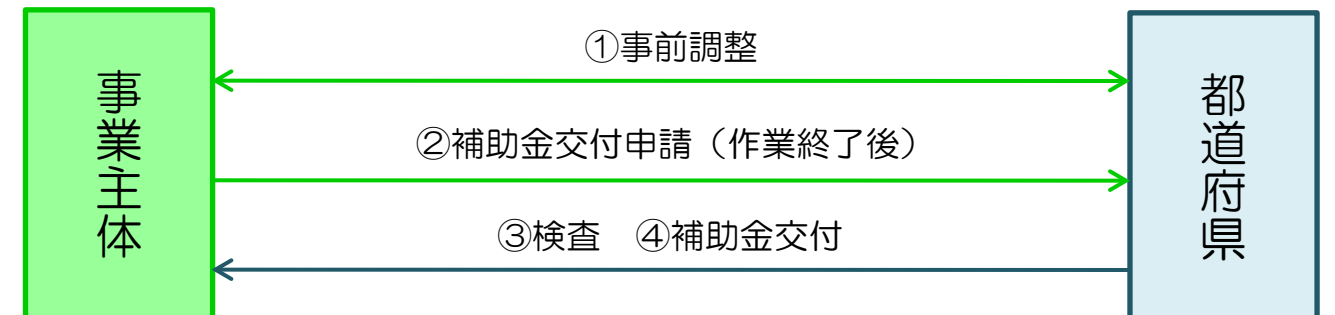 事業主体
①事前調整
②補助金交付申請（作業終了後）
③検査　④補助金交付
都道府県